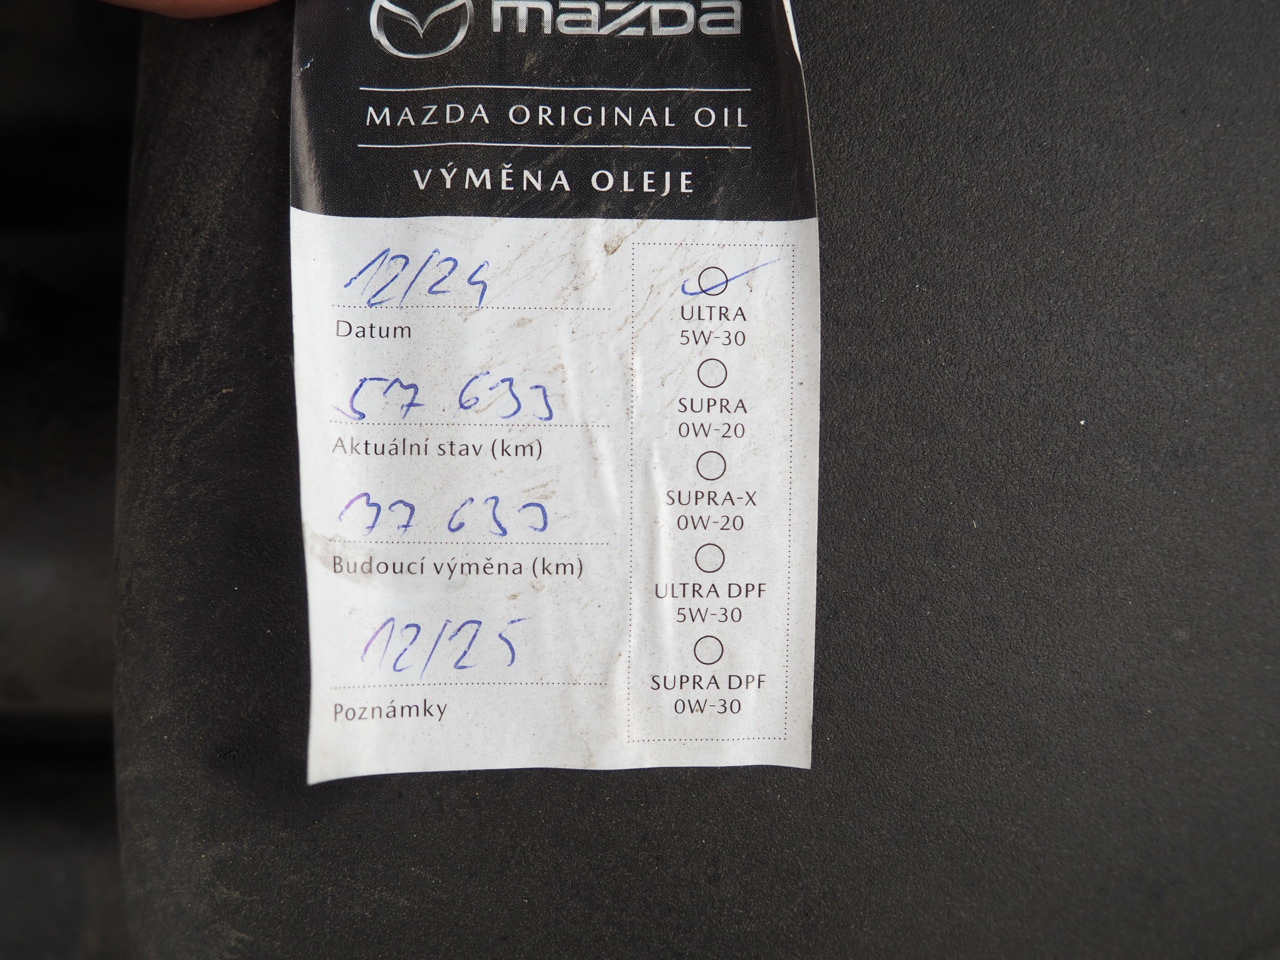 mazda
MAZDA ORIGINAL OIL
VÝMĚNA OLEJE
12/24
Datum
57 633
Aktuální stav (km)
77 633
Budoucí výměna (km)
12/25
Poznámky
ULTRA
5W-30
SUPRA
0W-20
SUPRA-X
0W-20
ULTRA DPF
5W-30
SUPRA DPF
0W-30